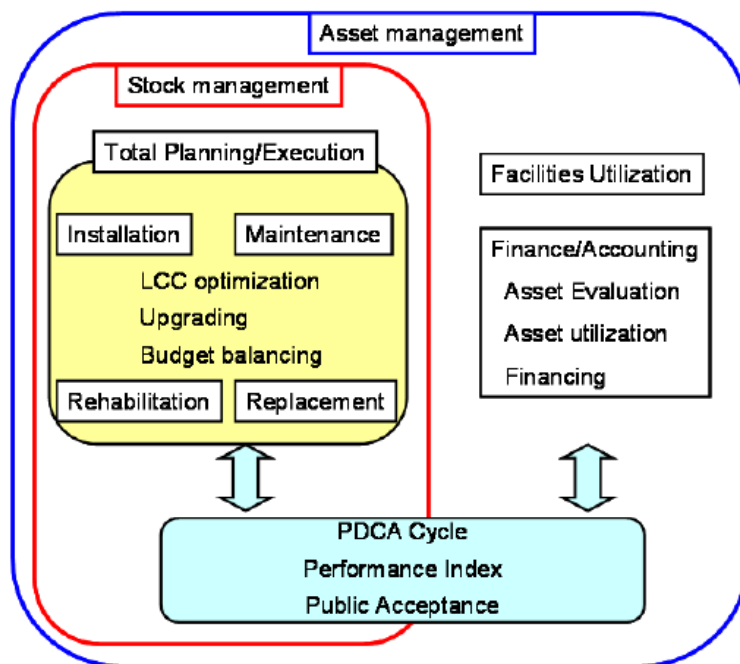 Asset management
Stock management
Total Planning/Execution
Installation
Maintenance
LCC optimization
Upgrading
Budget balancing
Rehabilitation
Replacement
Facilities Utilization
Finance/Accounting
Asset Evaluation
Asset utilization
Financing
PDCA Cycle
Performance Index
Public Acceptance